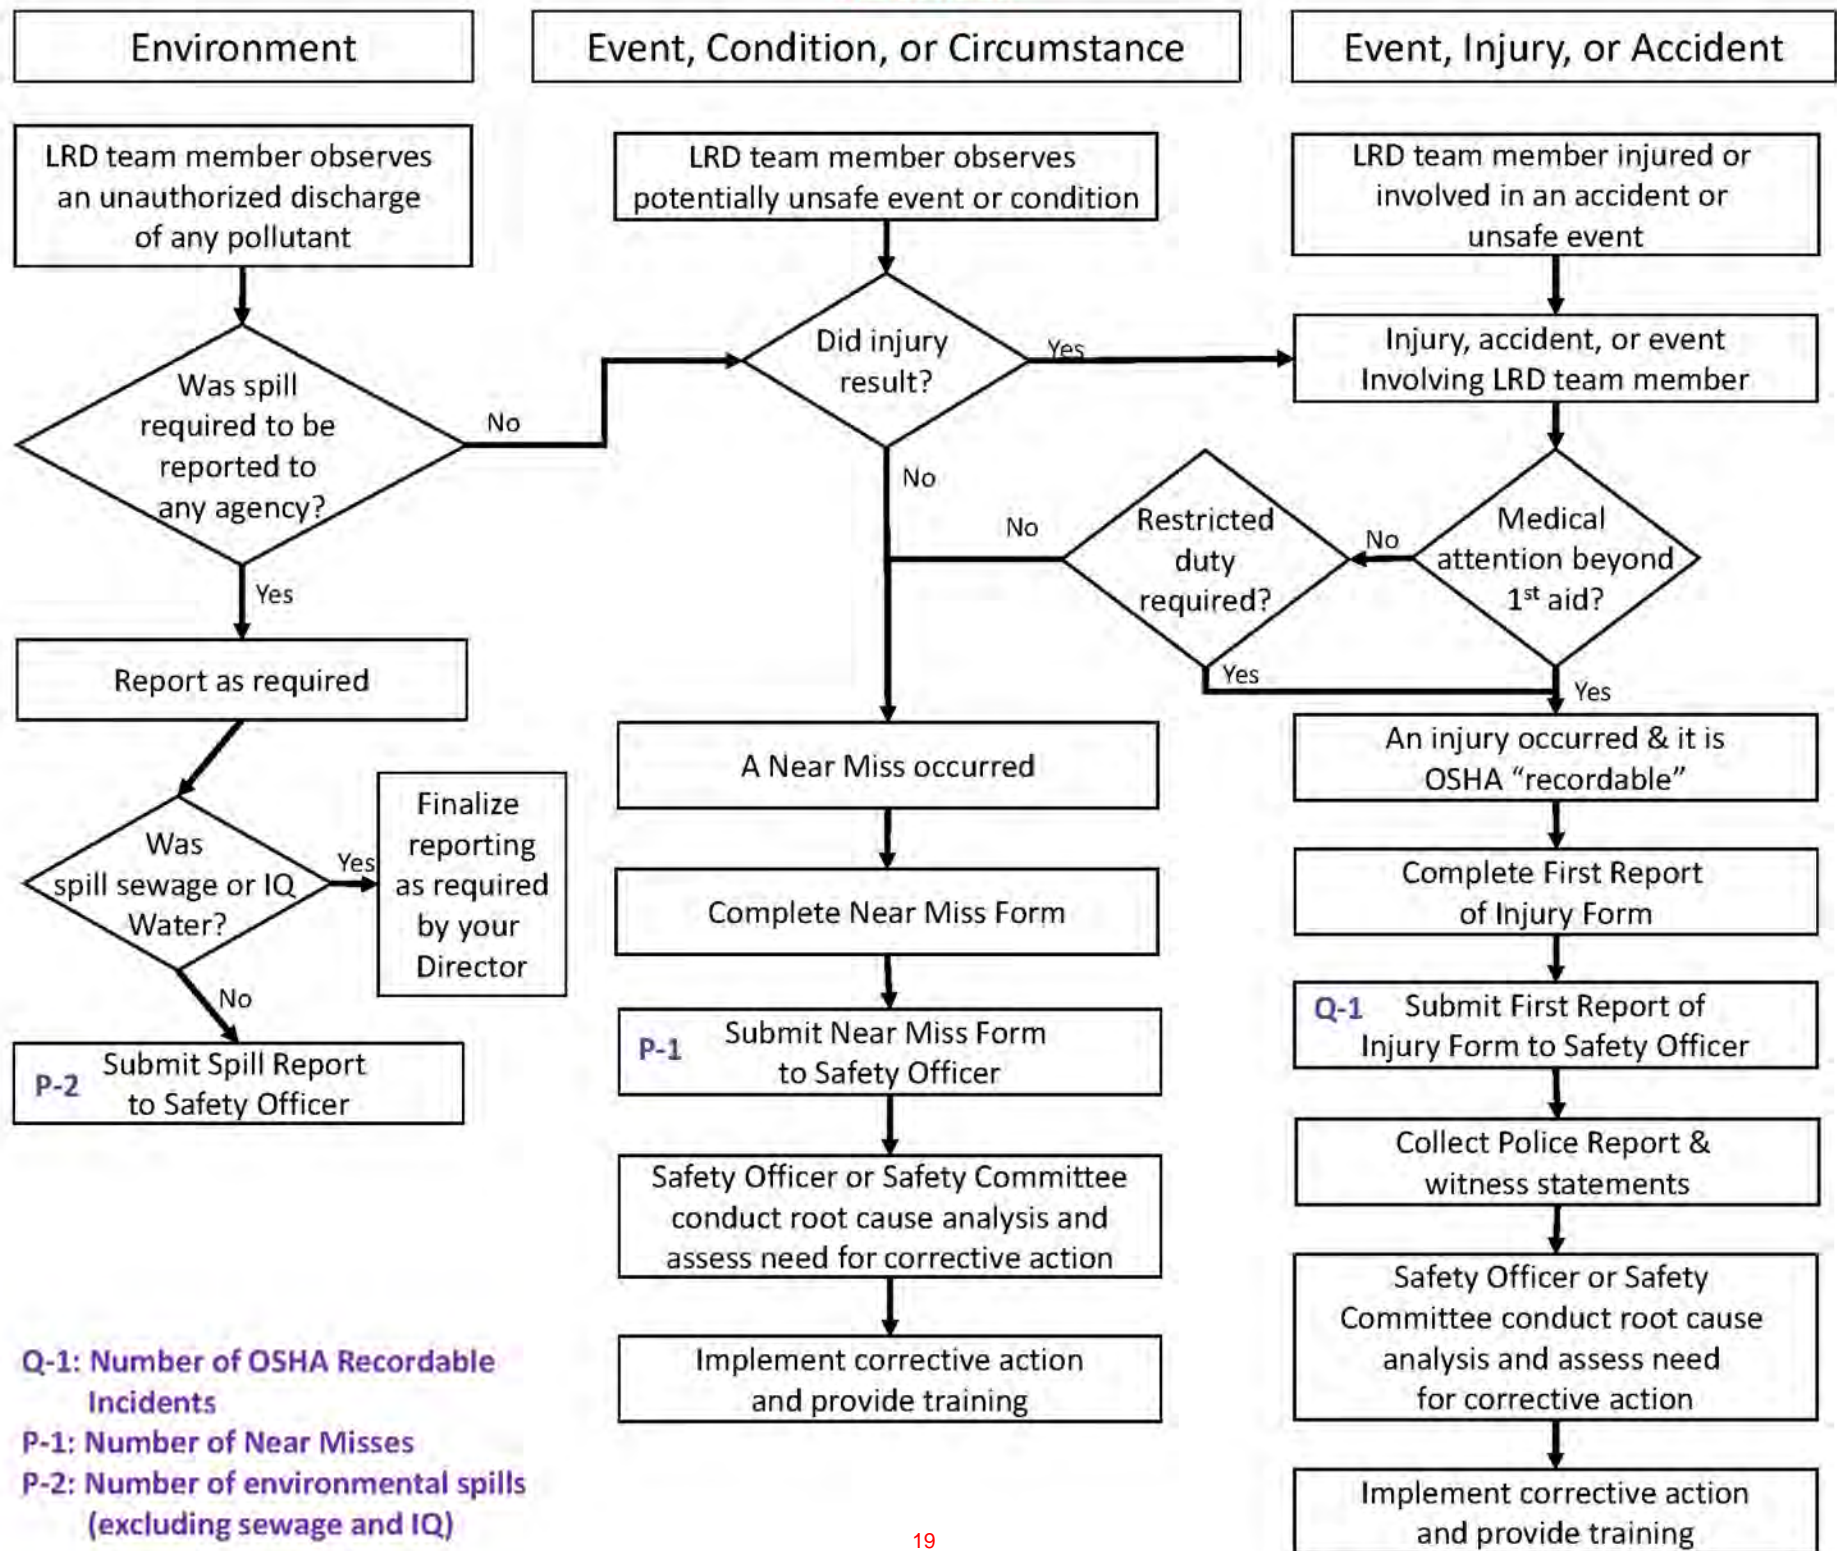 Environment
LRD team member observes
an unauthorized discharge
of any pollutant
Was spill
required to be
reported to
any agency?
No
Yes
Report as required
Was
spill sewage or IQ
Water?
Yes
Finalize
reporting
as required
by your
Director
No
P-2
Submit Spill Report
to Safety Officer
Event, Condition, or Circumstance
LRD team member observes
potentially unsafe event or condition
Did injury
result?
Yes
No
A Near Miss occurred
Complete Near Miss Form
P-1
Submit Near Miss Form
to Safety Officer
Safety Officer or Safety Committee
conduct root cause analysis and
assess need for corrective action
Implement corrective action
and provide training
Event, Injury, or Accident
LRD team member injured or
involved in an accident or
unsafe event
Injury, accident, or event
Involving LRD team member
Medical
attention beyond
1st aid?
No
Restricted
duty
required?
No
Yes
Yes
An injury occurred & it is
OSHA “recordable”
Complete First Report
of Injury Form
Q-1
Submit First Report of
Injury Form to Safety Officer
Collect Police Report &
witness statements
Safety Officer or Safety
Committee conduct root cause
analysis and assess need
for corrective action
Implement corrective action
and provide training
Q-1: Number of OSHA Recordable
Incidents
P-1: Number of Near Misses
P-2: Number of environmental spills
(excluding sewage and IQ)
19